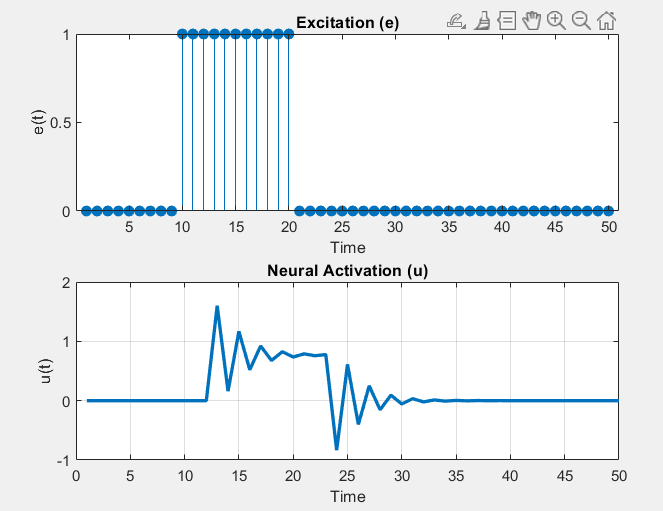 Excitation (e)
1
0.5
0
e(t)
5 10 15 20 25 30 35 40 45 50
Time
Neural Activation (u)
2
1
0
-1
u(t)
0 5 10 15 20 25 30 35 40 45 50
Time